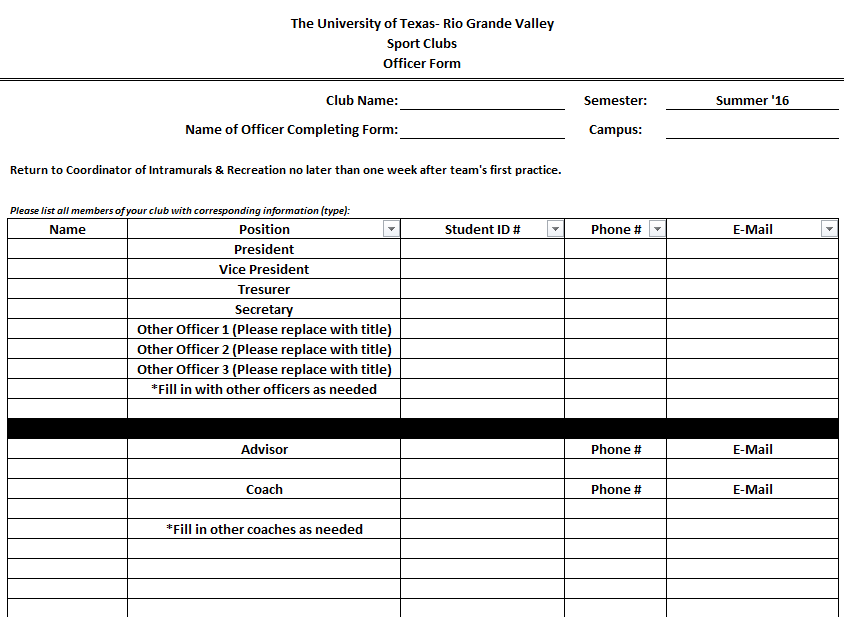 The University of Texas- Rio Grande Valley
Sport Clubs
Officer Form
Club Name: Semester: Summer '16
Name of Officer Completing Form: Campus:
Return to Coordinator of Intramurals & Recreation no later than one week after team's first practice.
Please list all members of your club with corresponding information (type):
Name Position Student ID # Phone # E-Mail
President
Vice President
Tresurer
Secretary
Other Officer 1 (Please replace with title)
Other Officer 2 (Please replace with title)
Other Officer 3 (Please replace with title)
*Fill in with other officers as needed
Advisor Phone # E-Mail
Coach Phone # E-Mail
*Fill in other coaches as needed